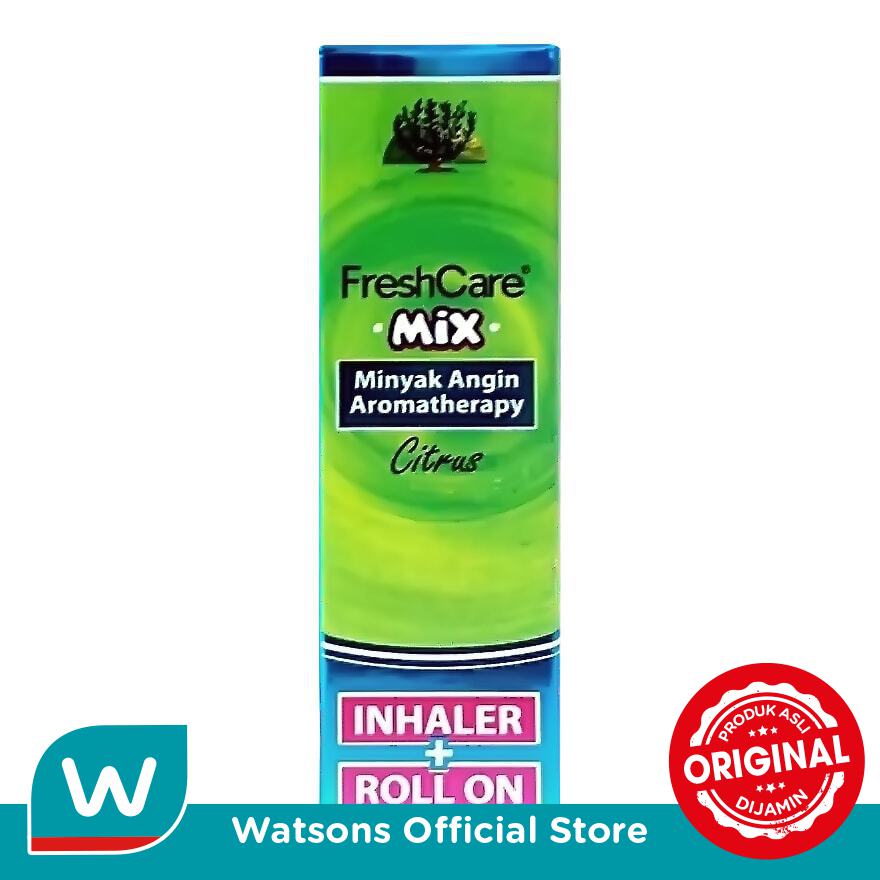 FreshCare®
MiX
Minyak Angin
Aromatherapy
Citrus
INHALER
+
ROLL ON
W
Watsons Official Store
PRODUK ASLI
ORIGINAL
DIJAMIN